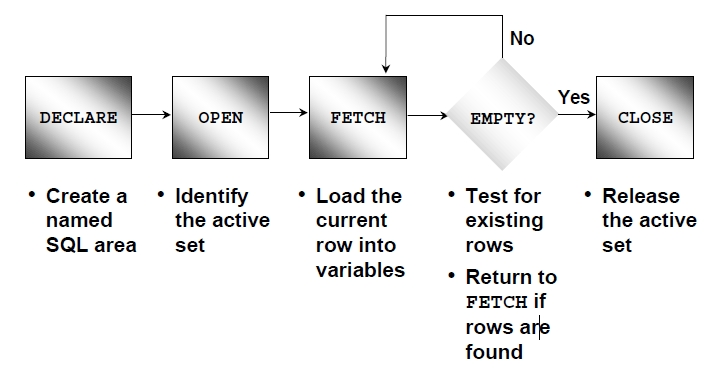 No
DECLARE
OPEN
FETCH
EMPTY?
Yes
CLOSE
• Create a
named
SQL area
• Identify
the active
set
• Load the
current
row into
variables
• Test for
existing
rows
• Return to
FETCH if
rows are
found
• Release
the active
set